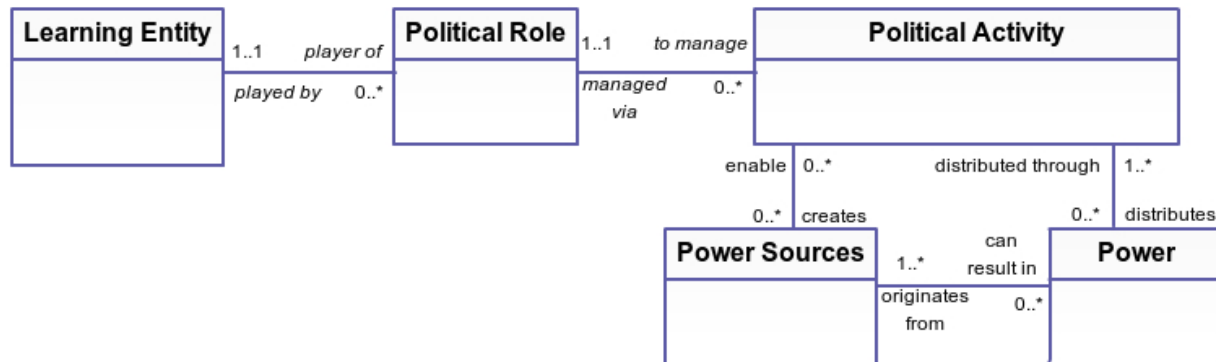 Learning Entity
1..1
player of
played by
0..*
Political Role
1..1
to manage
managed
via
0..*
Political Activity
enable
0..*
0..*
creates
distributed through
1..*
0..*
distributes
Power Sources
1..*
can
result in
originates
from
0..*
Power